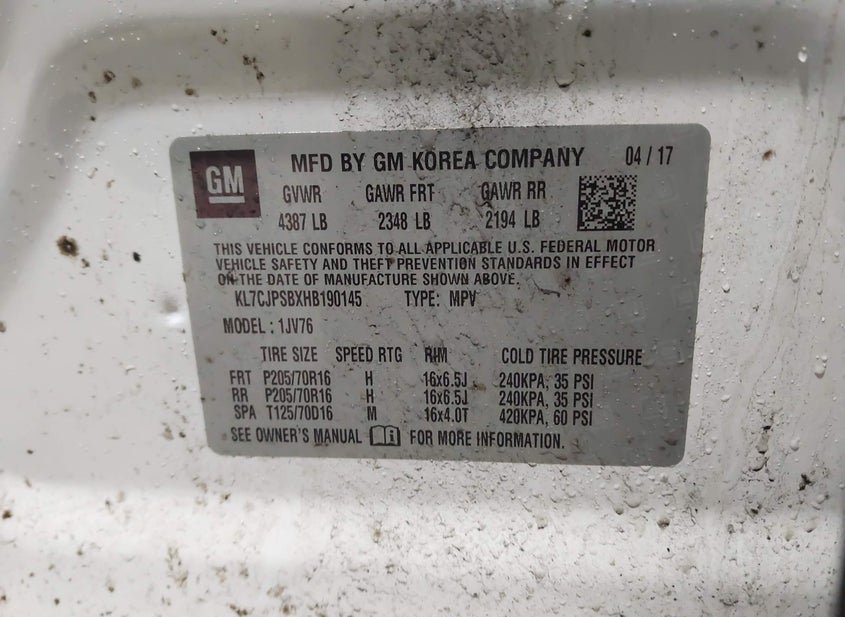 GM
MFD BY GM KOREA COMPANY 04 / 17
GVWR GAWR FRT GAWR RR
4387 LB 2348 LB 2194 LB
THIS VEHICLE CONFORMS TO ALL APPLICABLE U.S. FEDERAL MOTOR
VEHICLE SAFETY AND THEFT PREVENTION STANDARDS IN EFFECT
ON THE DATE OF MANUFACTURE SHOWN ABOVE.
KL7CJPSBXHB190145 TYPE: MPV
MODEL : 1JV76
TIRE SIZE SPEED RTG RIM COLD TIRE PRESSURE
FRT P205/70R16 H 16x6.5J 240KPA, 35 PSI
RR P205/70R16 H 16x6.5J 240KPA, 35 PSI
SPA T125/70D16 M 16x4.0T 420KPA, 60 PSI
SEE OWNER'S MANUAL i FOR MORE INFORMATION.